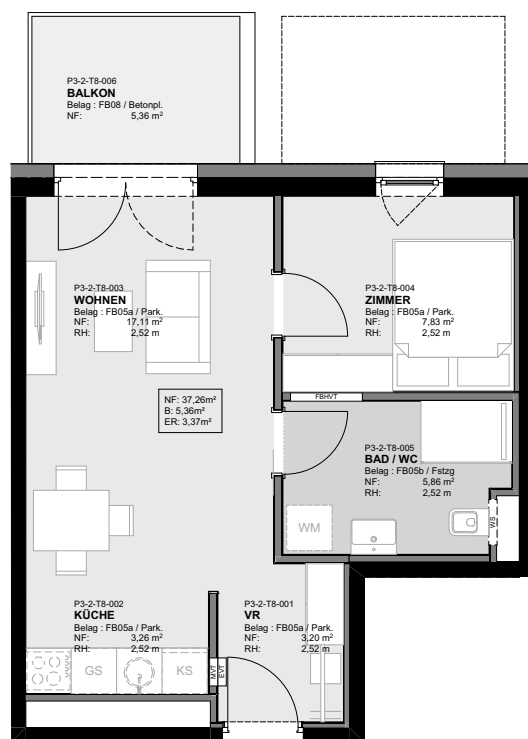 P3-2-T8-006
BALKON
Belag : FB08 / Betonpl.
NF: 5,36 m²
P3-2-T8-003
WOHNEN
Belag : FB05a / Park.
NF: 17,11 m²
RH: 2,52 m
P3-2-T8-004
ZIMMER
Belag : FB05a / Park.
NF: 7,83 m²
RH: 2,52 m
NF: 37,26m²
B: 5,36m²
ER: 3,37m²
FBHVT
P3-2-T8-005
BAD / WC
Belag : FB05b / Fstzg
NF: 5,86 m²
RH: 2,52 m
WM
WS
P3-2-T8-002
KÜCHE
Belag : FB05a / Park.
NF: 3,26 m²
RH: 2,52 m
GS
KS
P3-2-T8-001
VR
Belag : FB05a / Park.
NF: 3,20 m²
RH: 2,52 m
MVT
EVT